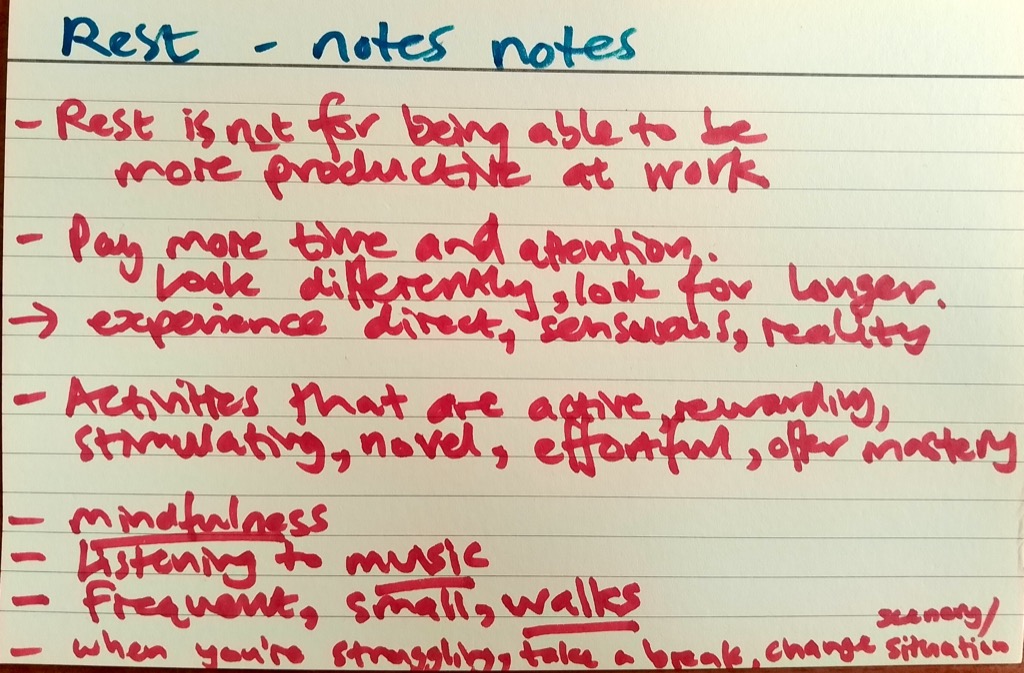 Rest - notes notes
- Rest is not for being able to be
more productive at work
- Pay more time and attention.
Look differently, look for longer.
→ experience direct, sensuous, reality
- Activities that are active, rewarding,
stimulating, novel, effortful, offer mastery
- mindfulness
- Listening to music
- Frequent, small, walks
scenery/
- when you're struggling, take a break, change situation